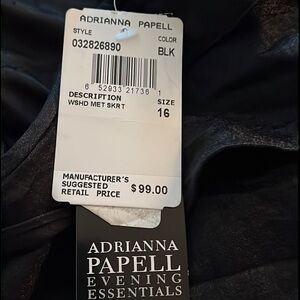 ADRIANNA PAPELL
STYLE COLOR
032826890 BLK
6 52933 21736 1
DESCRIPTION SIZE
WSHD MET SKRT 16
MANUFACTURER'S
SUGGESTED
RETAIL PRICE $99.00
ADRIANNA
PAPELL
EVENING
ESSENTIALS